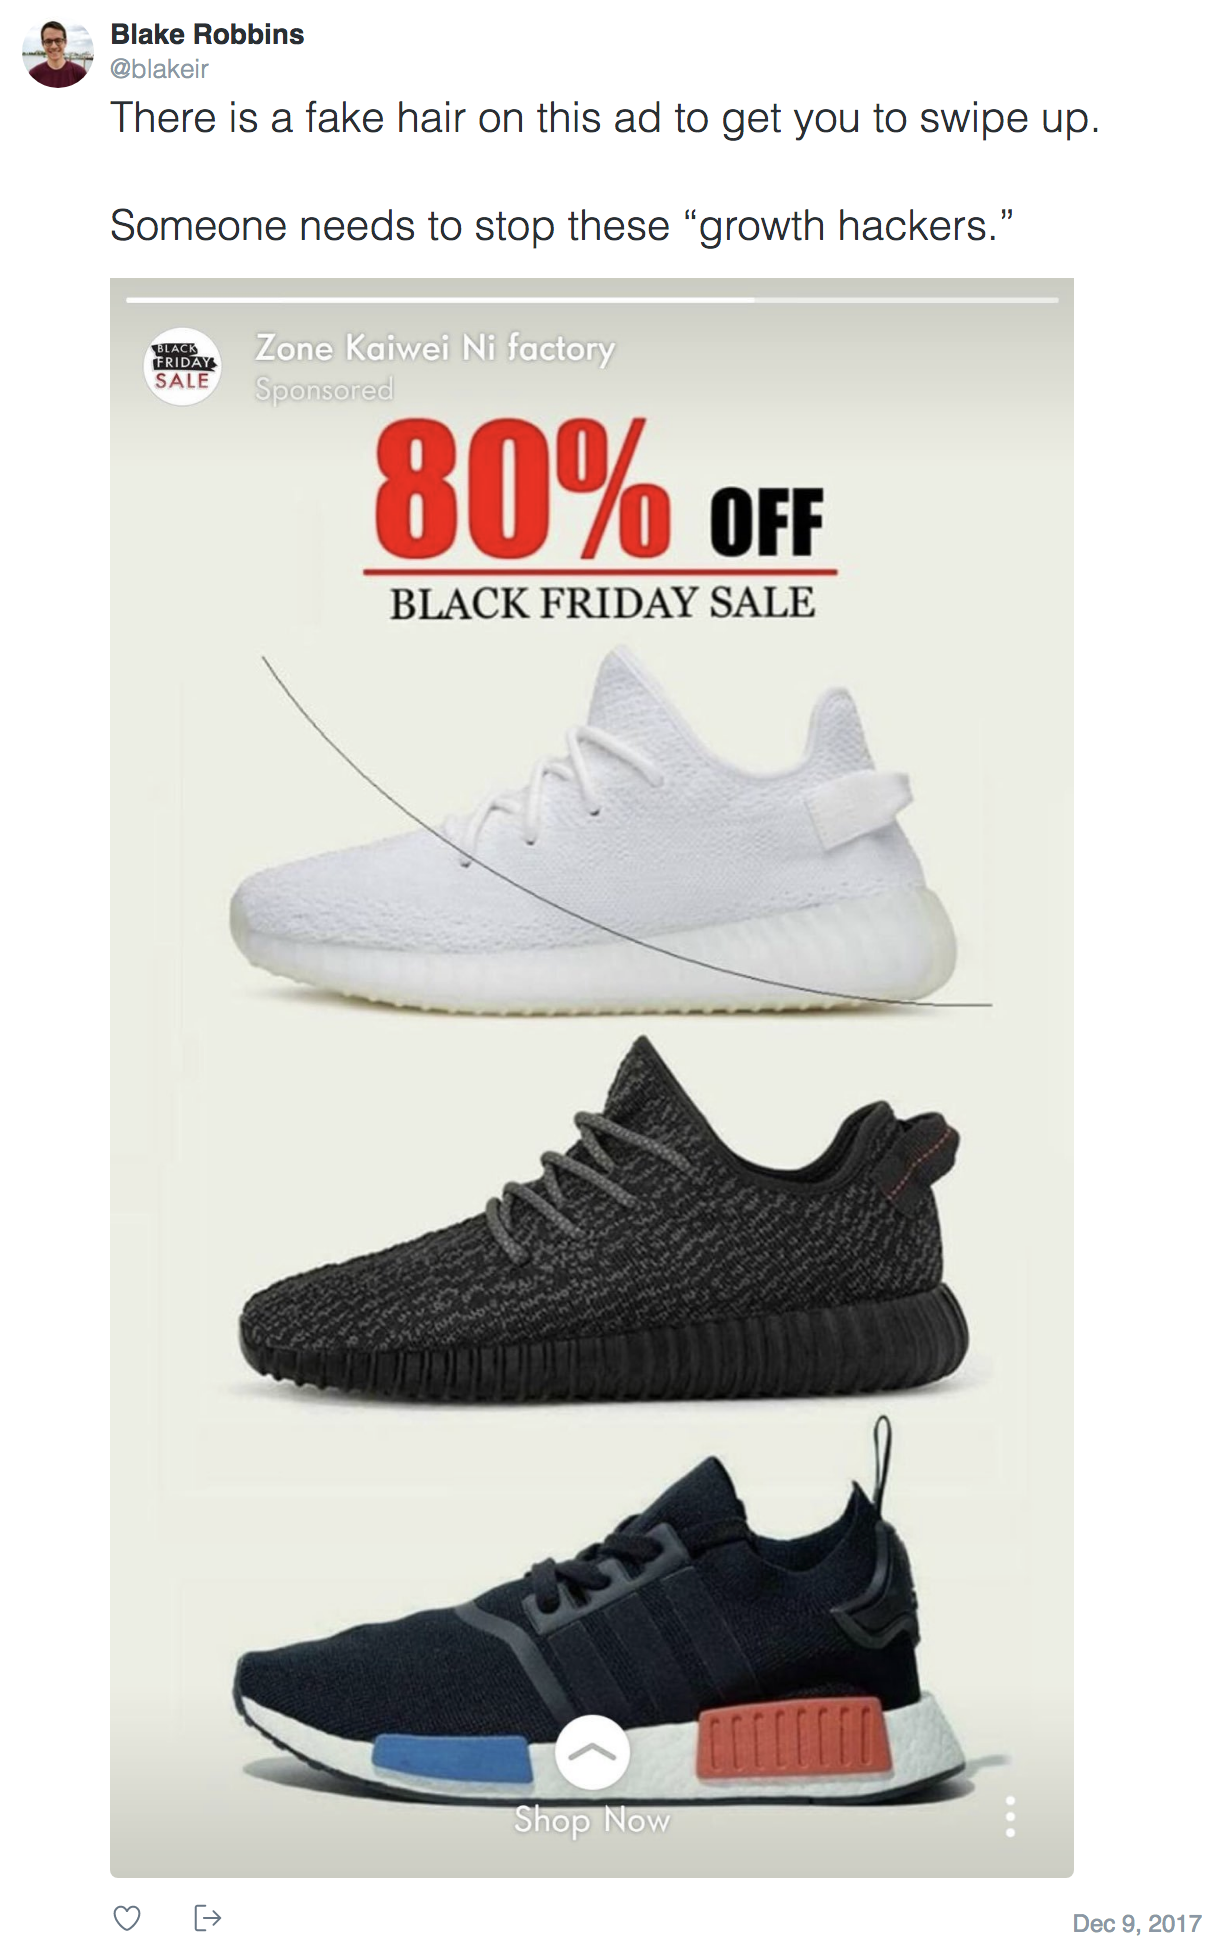 Blake Robbins
@blakeir
There is a fake hair on this ad to get you to swipe up.
Someone needs to stop these “growth hackers.”
BLACK
FRIDAY
SALE
Zone Kaiwei Ni factory
Sponsored
80% OFF
BLACK FRIDAY SALE
Shop Now
Dec 9, 2017